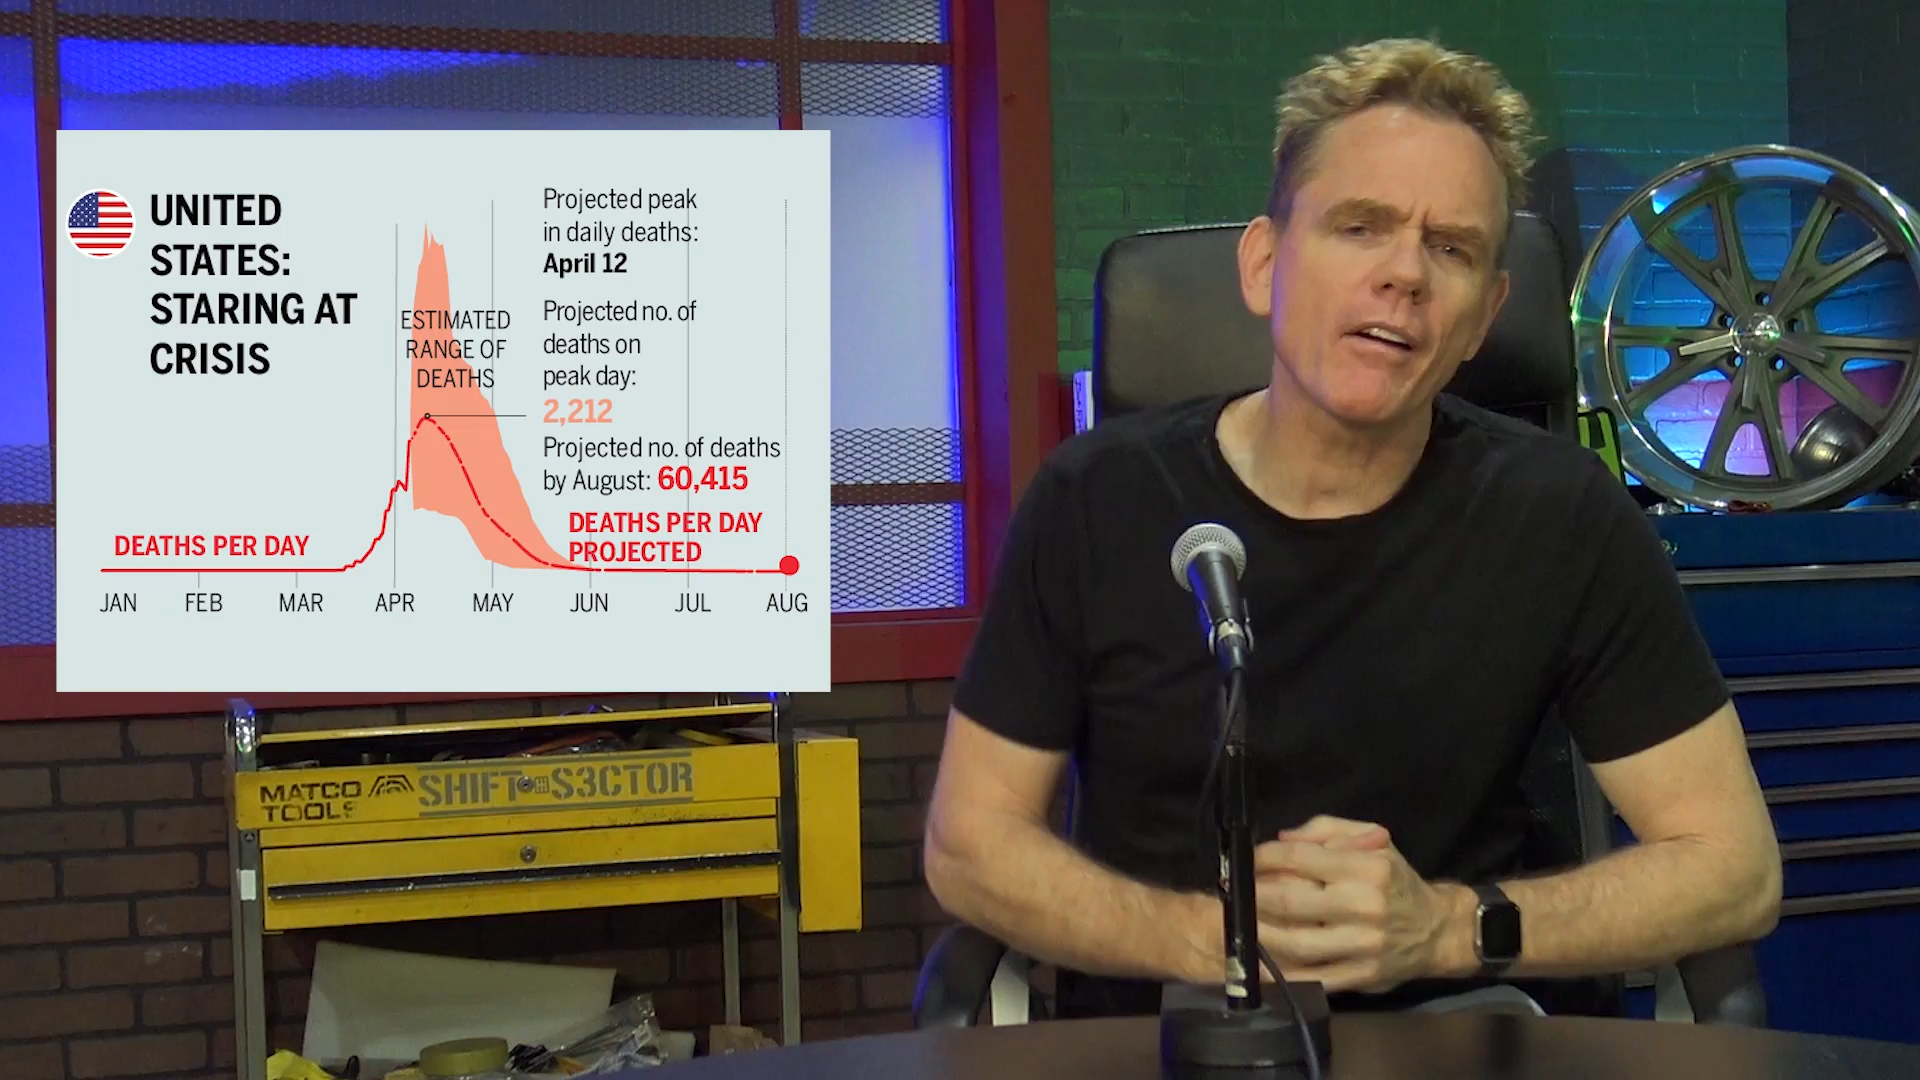 UNITED
STATES:
STARING AT
CRISIS
Projected peak
in daily deaths:
April 12
Projected no. of
deaths on
peak day:
2,212
Projected no. of deaths
by August: 60,415
ESTIMATED
RANGE OF
DEATHS
DEATHS PER DAY
DEATHS PER DAY
PROJECTED
JAN FEB MAR APR MAY JUN JUL AUG
MATCO
TOOLS
SHIFT S3CTOR